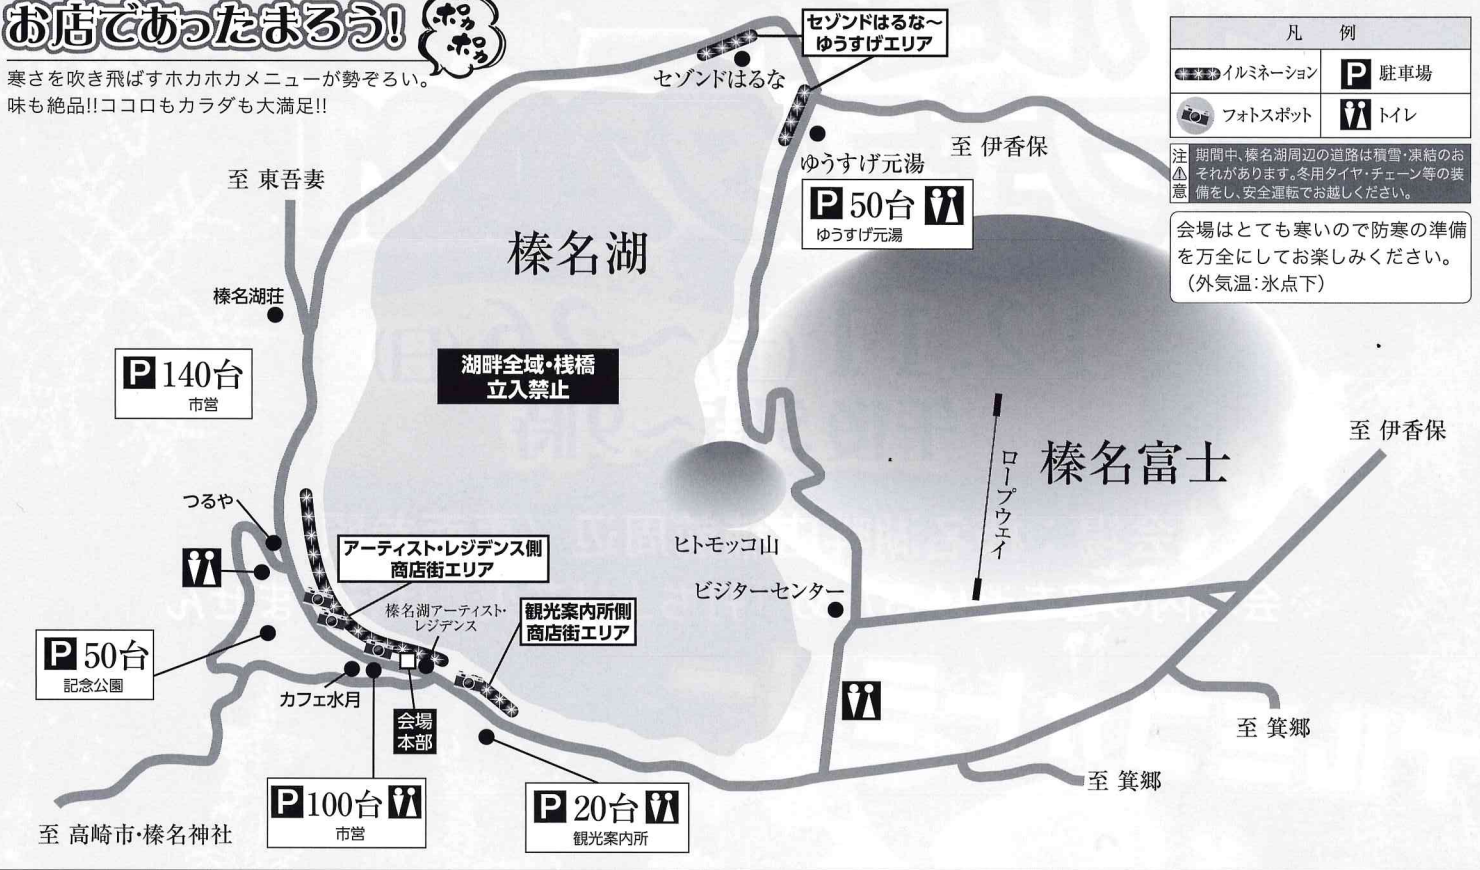 お店であったまろう!
ポカ
ポカ
寒さを吹き飛ばすホカホカメニューが勢ぞろい。
味も絶品!!ココロもカラダも大満足!!
セゾンドはるな～
ゆうすげエリア
セゾンドはるな
ゆうすげ元湯
P 50台
ゆうすげ元湯
至 伊香保
凡 例
イルミネーション
P 駐車場
フォトスポット
トイレ
注意
期間中、榛名湖周辺の道路は積雪・凍結のお
それがあります。冬用タイヤ・チェーン等の装
備をし、安全運転でお越しください。
会場はとても寒いので防寒の準備
を万全にしてお楽しみください。
(外気温:氷点下)
至 東吾妻
榛名湖
榛名湖荘
P 140台
市営
湖畔全域・桟橋
立入禁止
榛名富士
ロープウェイ
至 伊香保
つるや
ヒトモッコ山
アーティスト・レジデンス側
商店街エリア
ビジターセンター
榛名湖アーティスト・
レジデンス
観光案内所側
商店街エリア
P 50台
記念公園
カフェ水月
会場
本部
至 箕郷
至 箕郷
P 100台
市営
P 20台
観光案内所
至 高崎市・榛名神社